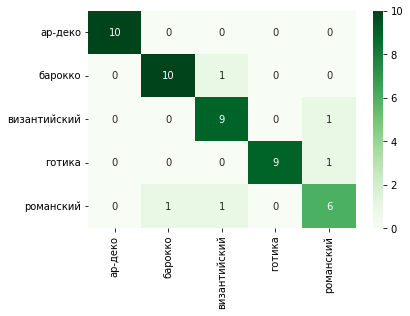 ар-деко 10 0 0 0 0
барокко 0 10 1 0 0
византийский 0 0 9 0 1
готика 0 0 0 9 1
романский 0 1 1 0 6
ар-деко
барокко
византийский
готика
романский
10
8
6
4
2
0